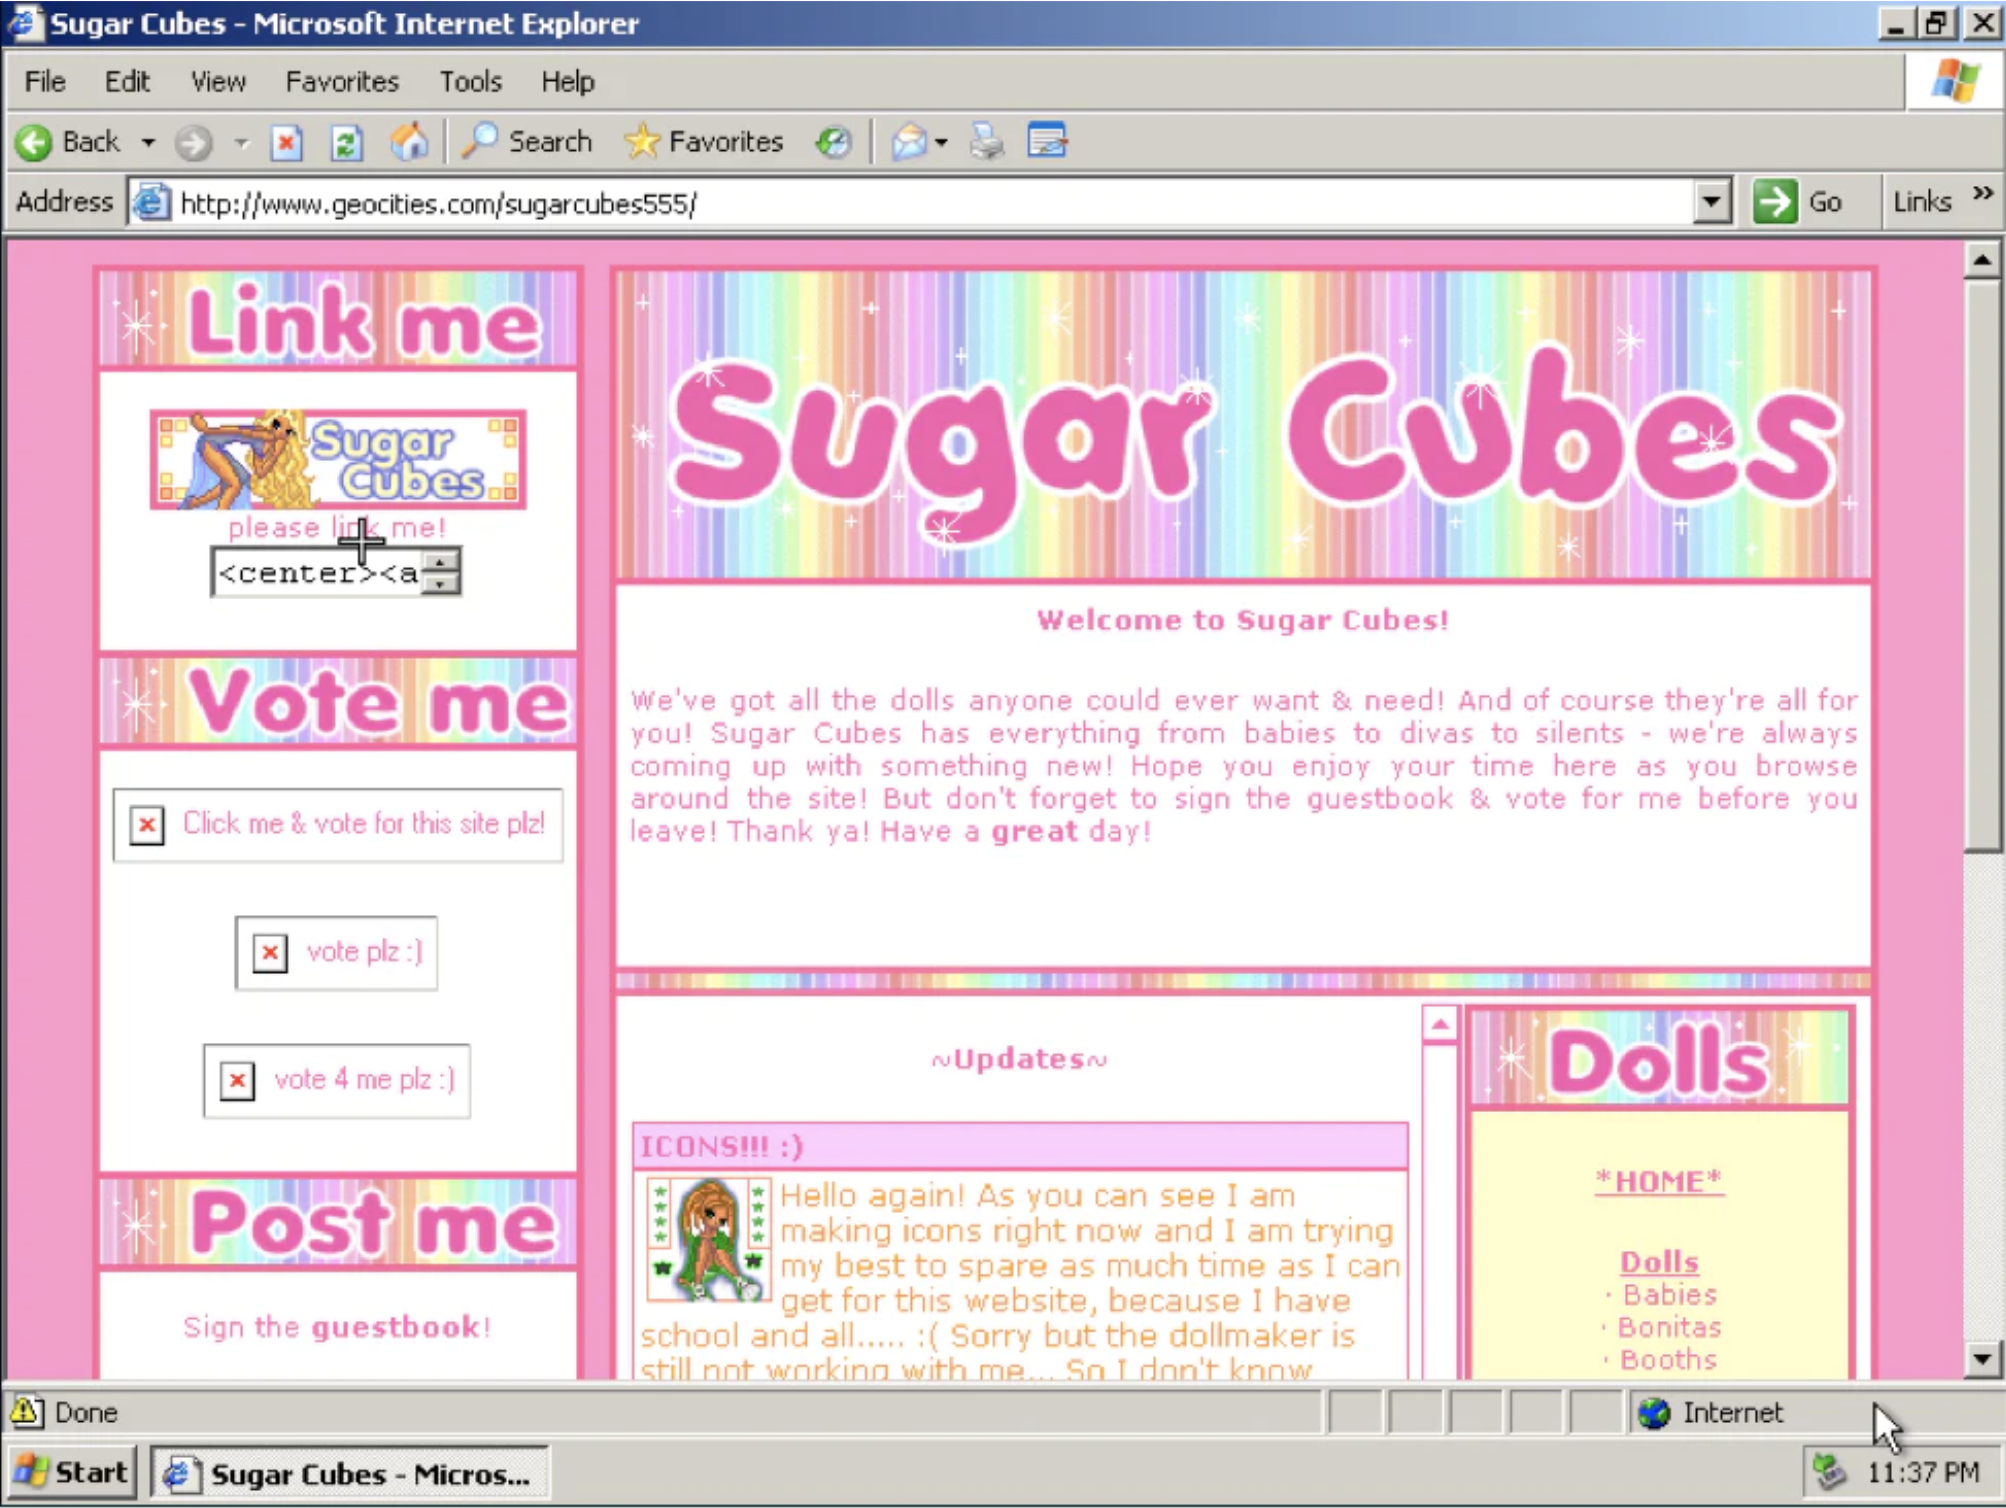 Sugar Cubes - Microsoft Internet Explorer
File Edit View Favorites Tools Help
Back Search Favorites
Address http://www.geocities.com/sugarcubes555/ Go Links »
Link me
Sugar
Cubes
please link me!
<center><a
Vote me
Click me & vote for this site plz!
vote plz :)
vote 4 me plz :)
Post me
Sign the guestbook!
Sugar Cubes
Welcome to Sugar Cubes!
We've got all the dolls anyone could ever want & need! And of course they're all for
you! Sugar Cubes has everything from babies to divas to silents - we're always
coming up with something new! Hope you enjoy your time here as you browse
around the site! But don't forget to sign the guestbook & vote for me before you
leave! Thank ya! Have a great day!
~Updates~
ICONS!!! :)
Hello again! As you can see I am
making icons right now and I am trying
my best to spare as much time as I can
get for this website, because I have
school and all..... :( Sorry but the dollmaker is
still not working with me... So I don't know
Dolls
*HOME*
Dolls
· Babies
· Bonitas
· Booths
Done Internet
Start Sugar Cubes - Micros... 11:37 PM